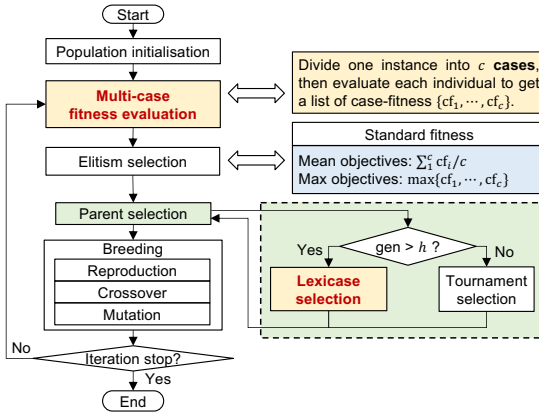 Start
Population initialisation
Multi-case
fitness evaluation
Divide one instance into c cases,
then evaluate each individual to get
a list of case-fitness {cf₁, ⋯, cf꜀}.
Elitism selection
Standard fitness
Mean objectives: ∑₁ᶜ cfᵢ/c
Max objectives: max{cf₁, ⋯, cf꜀}
Parent selection
gen > h ?
Yes
No
Lexicase
selection
Tournament
selection
Breeding
Reproduction
Crossover
Mutation
No
Iteration stop?
Yes
End